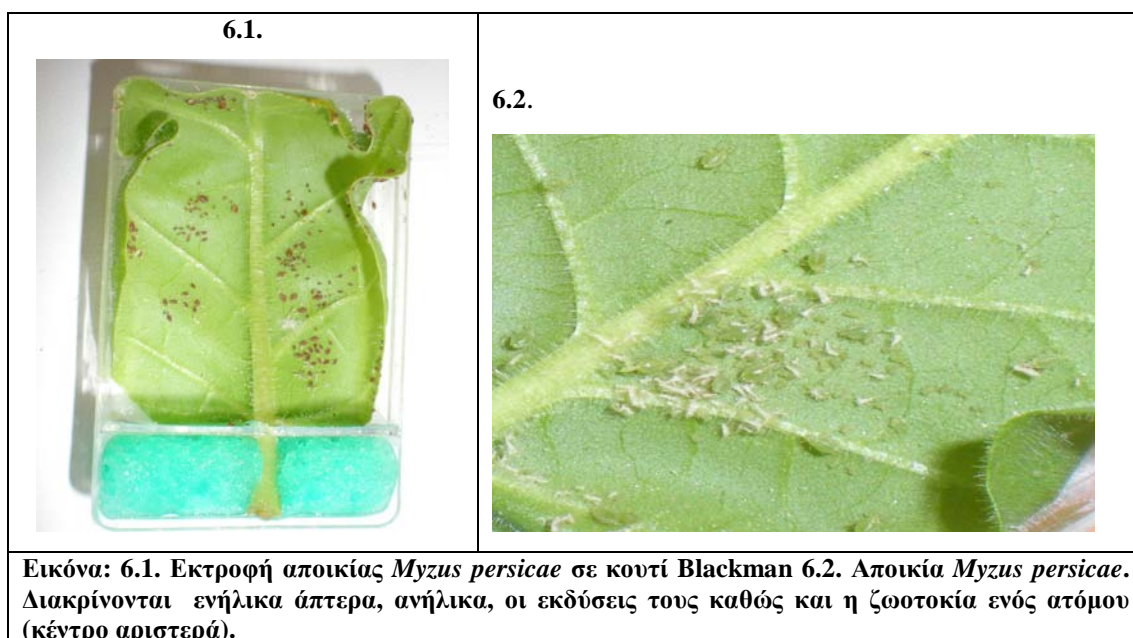 6.1.
6.2.
Εικόνα: 6.1. Εκτροφή αποικίας Myzus persicae σε κουτί Blackman 6.2. Αποικία Myzus persicae.
Διακρίνονται ενήλικα άπτερα, ανήλικα, οι εκδύσεις τους καθώς και η ζωοτοκία ενός ατόμου
(κέντρο αριστερά).